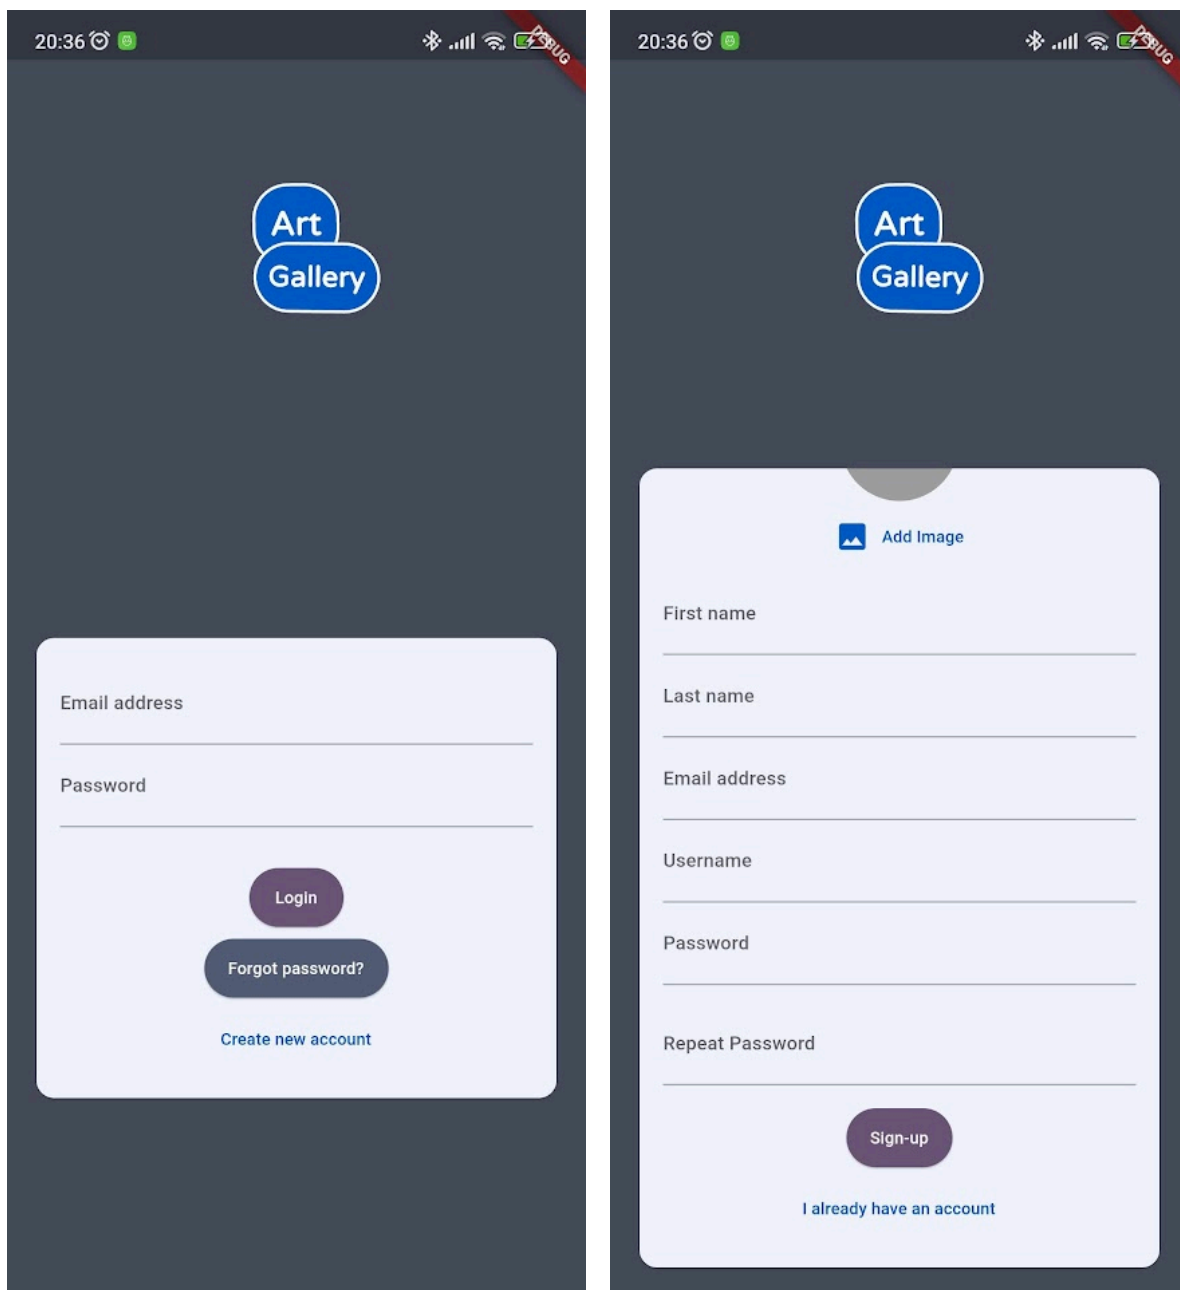 20:36
DEBUG
Art
Gallery
Email address
Password
Login
Forgot password?
Create new account
20:36
DEBUG
Art
Gallery
Add Image
First name
Last name
Email address
Username
Password
Repeat Password
Sign-up
I already have an account